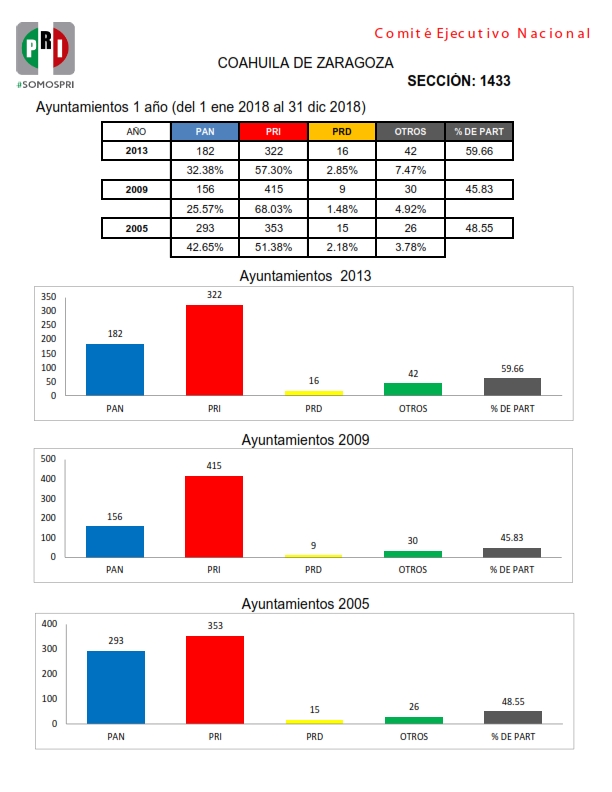 Comité Ejecutivo Nacional
PRI
#SOMOSPRI
COAHUILA DE ZARAGOZA
SECCIÓN: 1433
Ayuntamientos 1 año (del 1 ene 2018 al 31 dic 2018)
AÑO PAN PRI PRD OTROS % DE PART
2013 182 322 16 42 59.66
32.38% 57.30% 2.85% 7.47%
2009 156 415 9 30 45.83
25.57% 68.03% 1.48% 4.92%
2005 293 353 15 26 48.55
42.65% 51.38% 2.18% 3.78%
Ayuntamientos 2013
350
300
250
200
150
100
50
0
182 322 16 42 59.66
PAN PRI PRD OTROS % DE PART
Ayuntamientos 2009
500
400
300
200
100
0
156 415 9 30 45.83
PAN PRI PRD OTROS % DE PART
Ayuntamientos 2005
400
300
200
100
0
293 353 15 26 48.55
PAN PRI PRD OTROS % DE PART